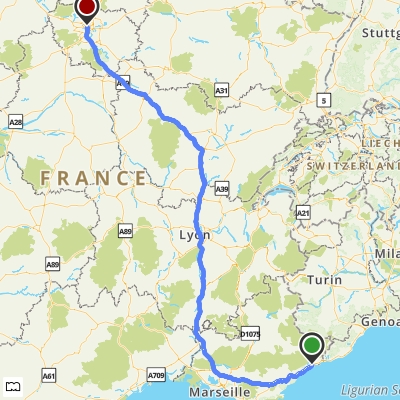 Stuttg
A31
5
A28
LIECH
SWITZERLAN
FRANCE
A39
A21
A89
Lyon
Mila
A89
Turin
Genoa
D1075
A61
A709
Marseille
Ligurian S